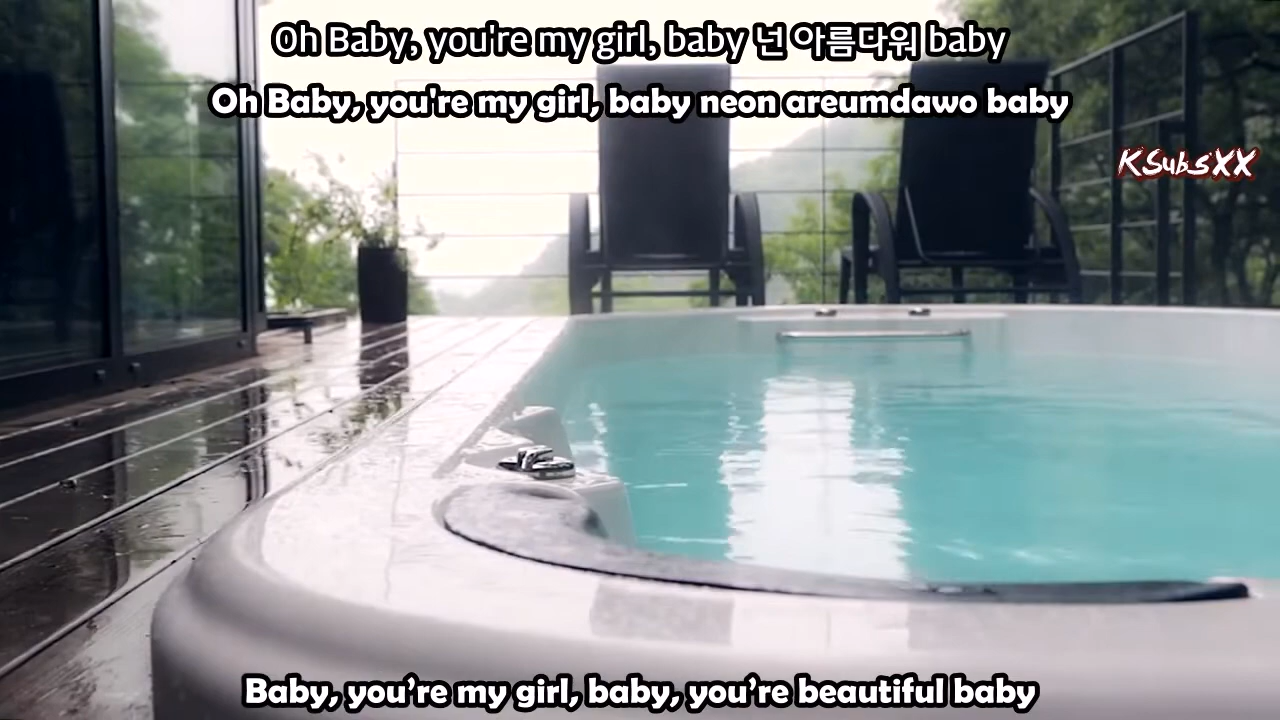 Oh Baby, you're my girl, baby 넌 아름다워 baby
Oh Baby, you're my girl, baby neon areumdawo baby
KSubSXX
Baby, you’re my girl, baby, you’re beautiful baby